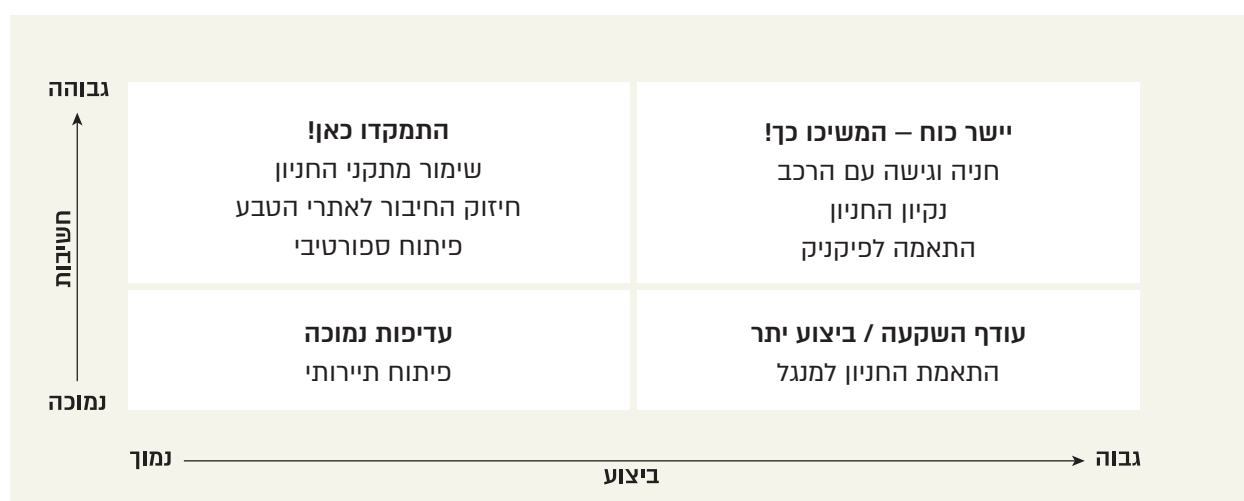 גבוהה
חשיבות
נמוכה
יישר כוח – המשיכו כך!
חניה וגישה עם הרכב
נקיון החניון
התאמה לפיקניק
התמקדו כאן!
שימור מתקני החניון
חיזוק החיבור לאתרי הטבע
פיתוח ספורטיבי
עודף השקעה / ביצוע יתר
התאמת החניון למנגל
עדיפות נמוכה
פיתוח תיירותי
גבוה
ביצוע
נמוך